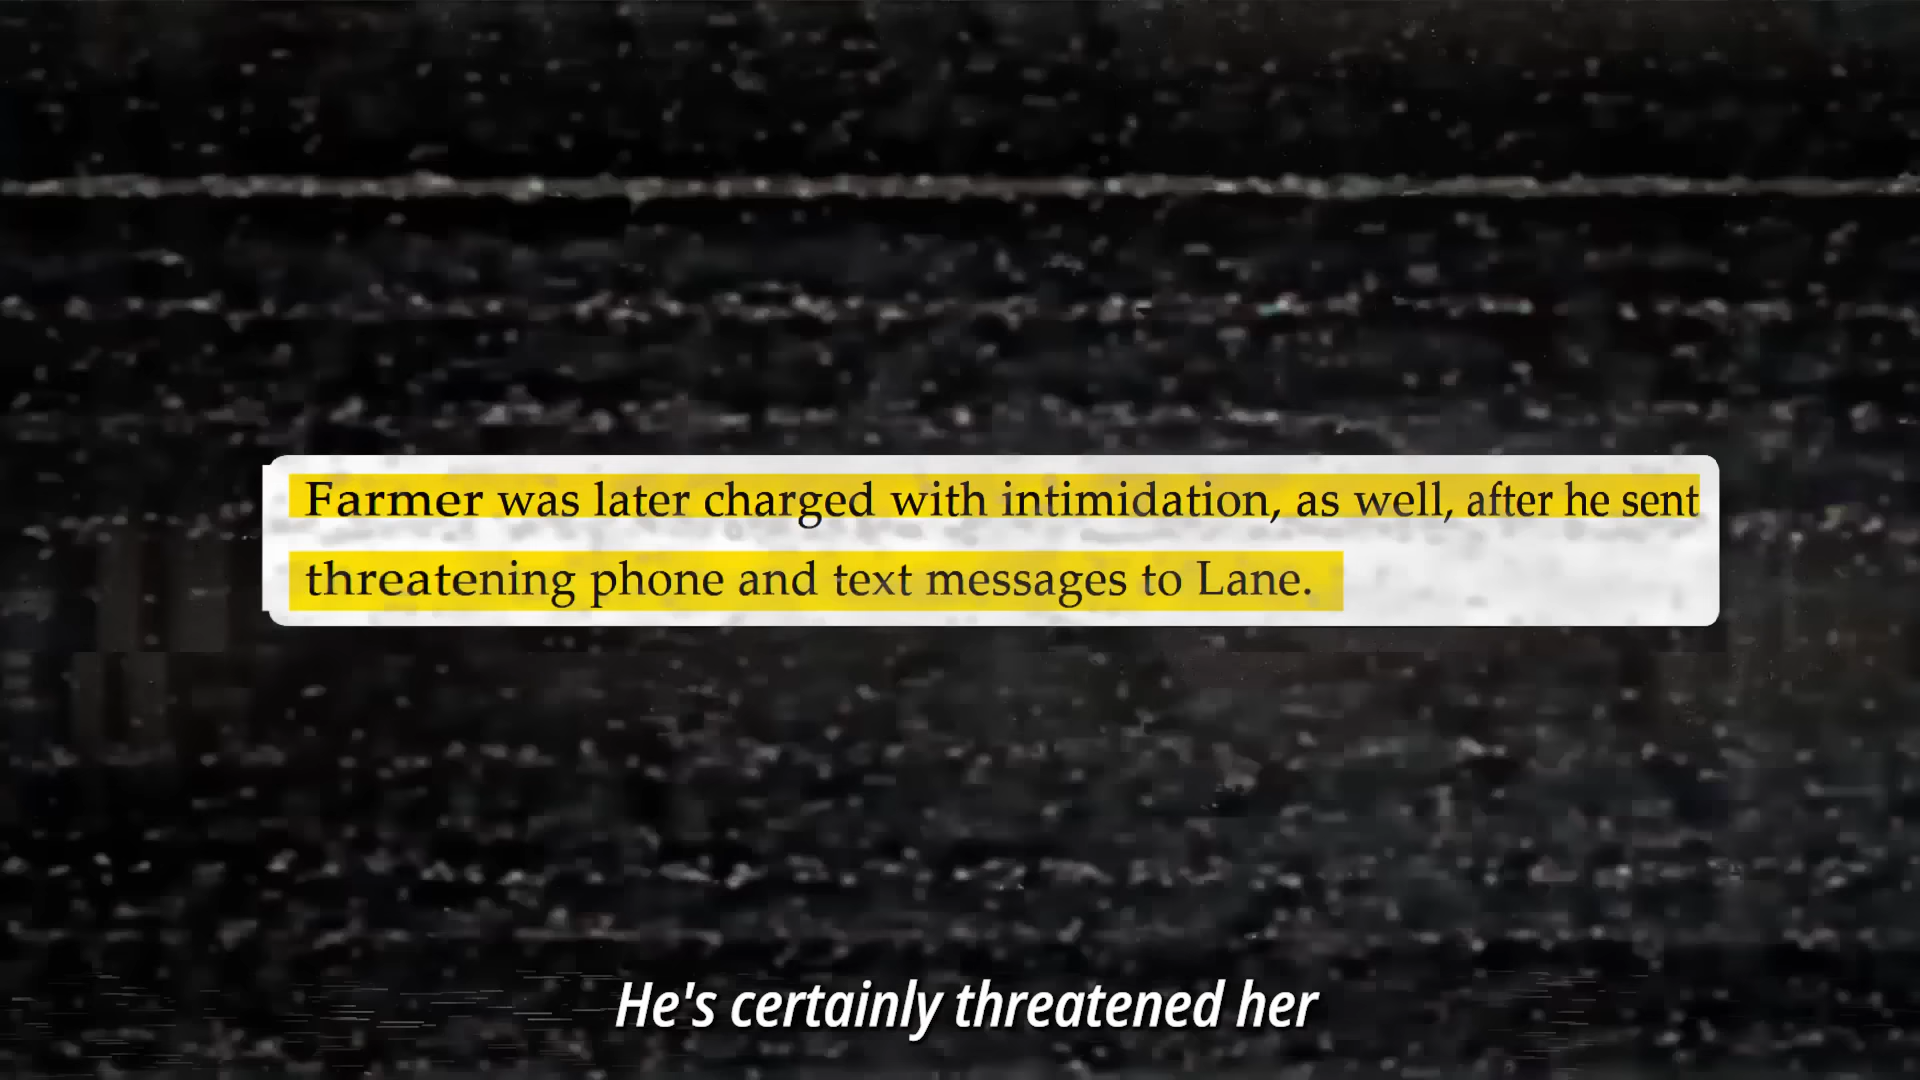 Farmer was later charged with intimidation, as well, after he sent
threatening phone and text messages to Lane.
He's certainly threatened her